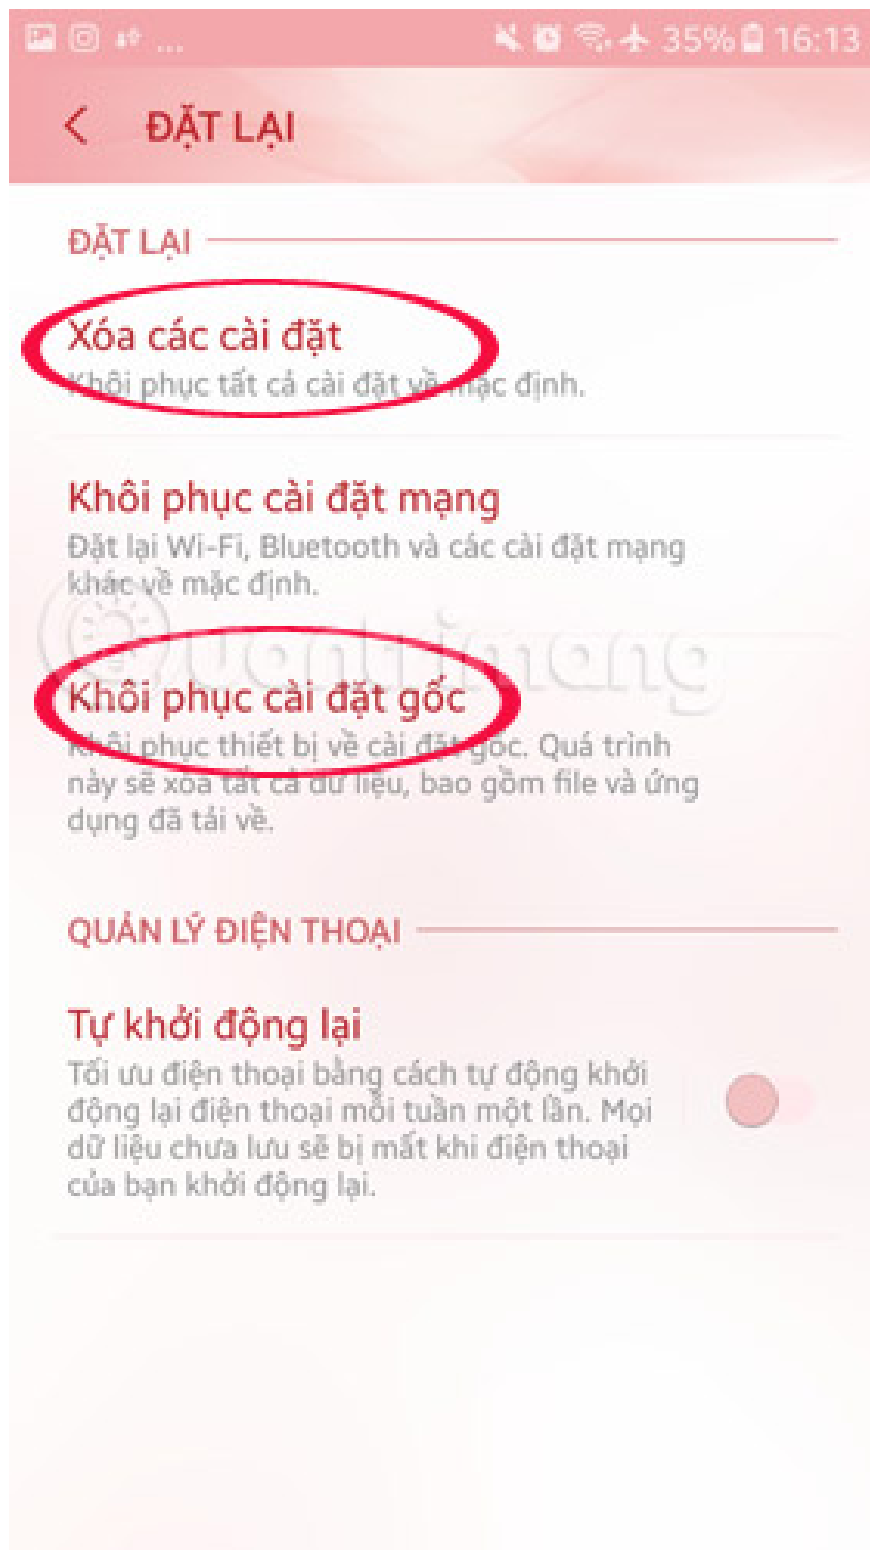 ... 35% 16:13
ĐẶT LẠI
ĐẶT LẠI
Xóa các cài đặt
Khôi phục tất cả cài đặt về mặc định.
Khôi phục cài đặt mạng
Đặt lại Wi-Fi, Bluetooth và các cài đặt mạng
khác về mặc định.
Quantrimang
Khôi phục cài đặt gốc
Khôi phục thiết bị về cài đặt gốc. Quá trình
này sẽ xóa tất cả dữ liệu, bao gồm file và ứng
dụng đã tải về.
QUẢN LÝ ĐIỆN THOẠI
Tự khởi động lại
Tối ưu điện thoại bằng cách tự động khởi
động lại điện thoại mỗi tuần một lần. Mọi
dữ liệu chưa lưu sẽ bị mất khi điện thoại
của bạn khởi động lại.